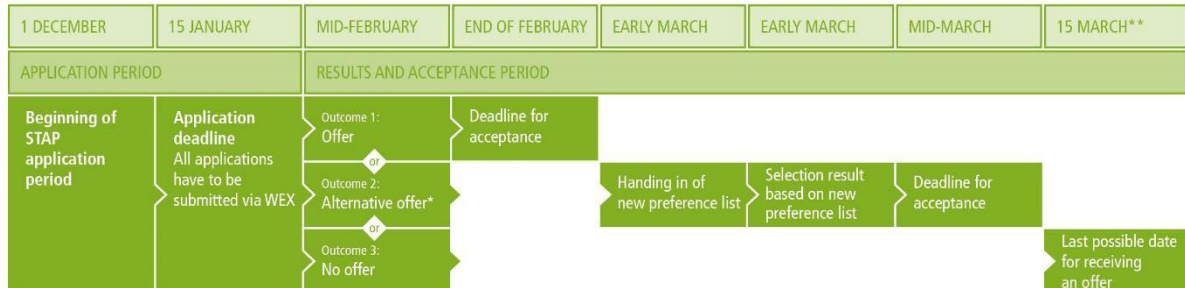 1 DECEMBER
15 JANUARY
MID-FEBRUARY
END OF FEBRUARY
EARLY MARCH
EARLY MARCH
MID-MARCH
15 MARCH**
APPLICATION PERIOD
RESULTS AND ACCEPTANCE PERIOD
Beginning of
STAP
application
period
Application
deadline
All applications
have to be
submitted via WEX
Outcome 1:
Offer
or
Outcome 2:
Alternative offer*
or
Outcome 3:
No offer
Deadline for
acceptance
Handing in of
new preference list
Selection result
based on new
preference list
Deadline for
acceptance
Last possible date
for receiving
an offer